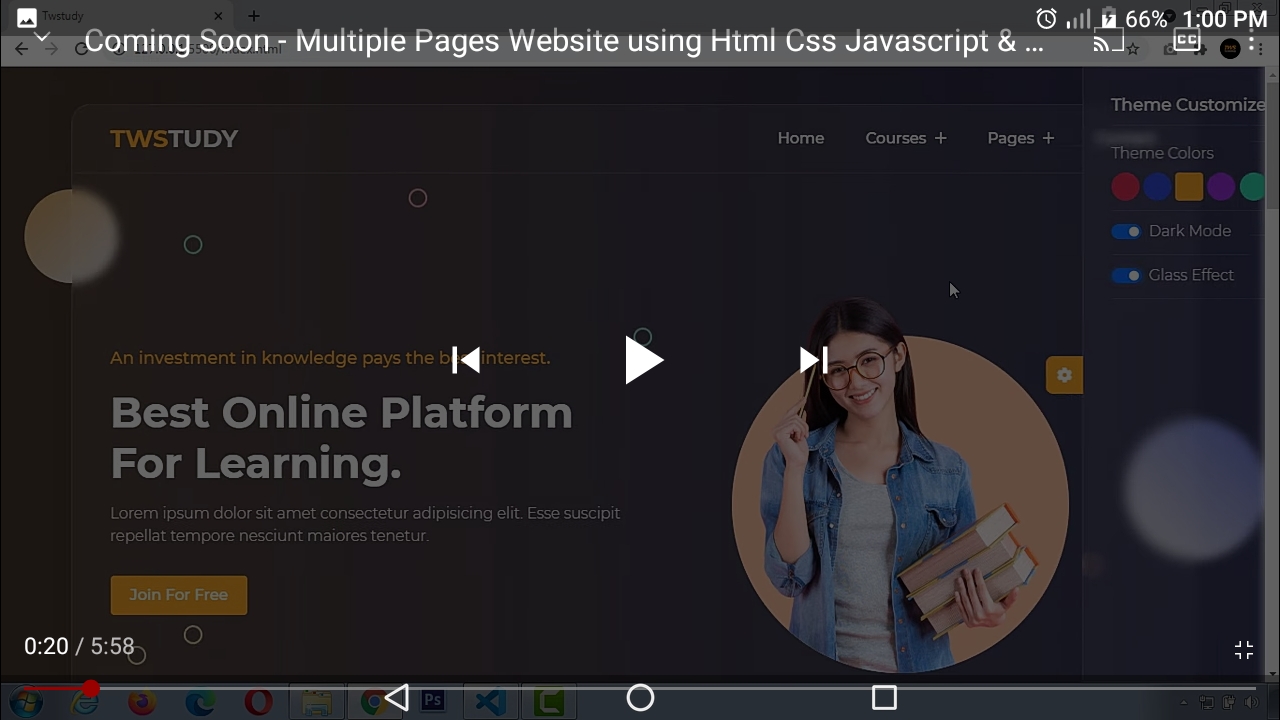 Twstudy
66% 1:00 PM
Coming Soon - Multiple Pages Website using Html Css Javascript & ...
CC
TWSTUDY
Home Courses + Pages +
Theme Customize
Theme Colors
Dark Mode
Glass Effect
An investment in knowledge pays the best interest.
Best Online Platform
For Learning.
Lorem ipsum dolor sit amet consectetur adipisicing elit. Esse suscipit
repellat tempore nesciunt maiores tenetur.
Join For Free
0:20 / 5:58
Ps